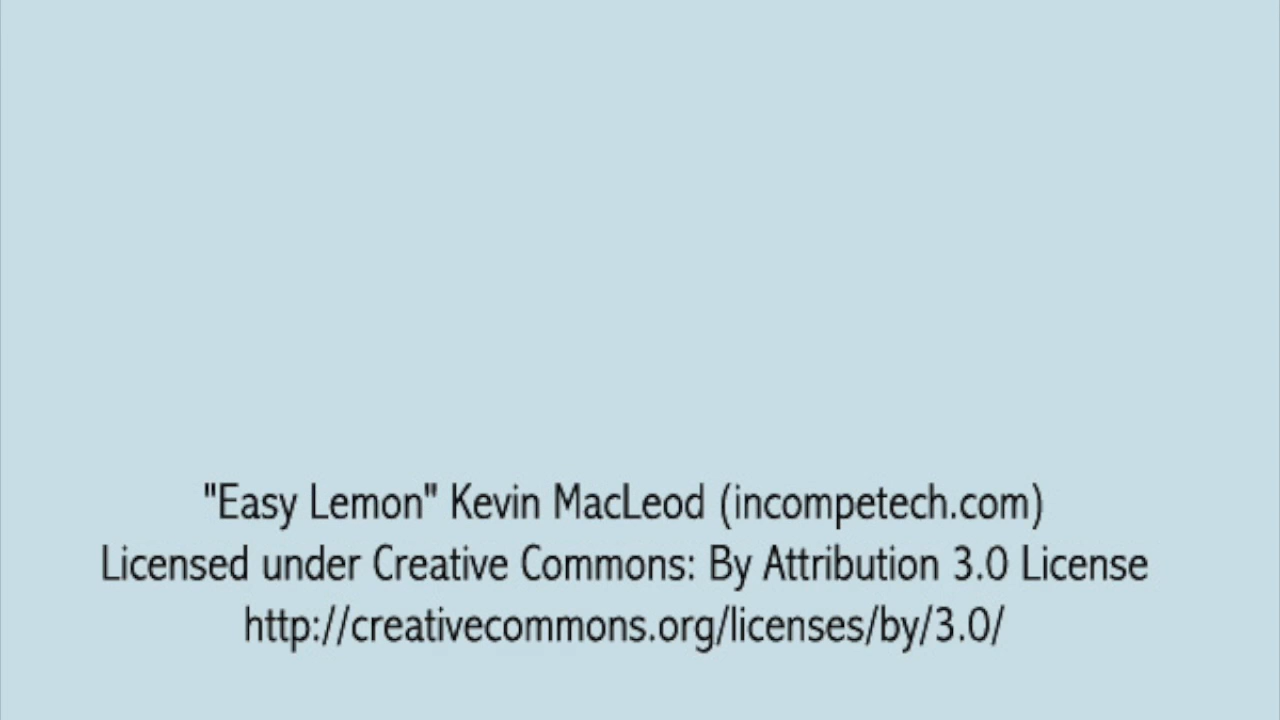 "Easy Lemon" Kevin MacLeod (incompetech.com)
Licensed under Creative Commons: By Attribution 3.0 License
http://creativecommons.org/licenses/by/3.0/